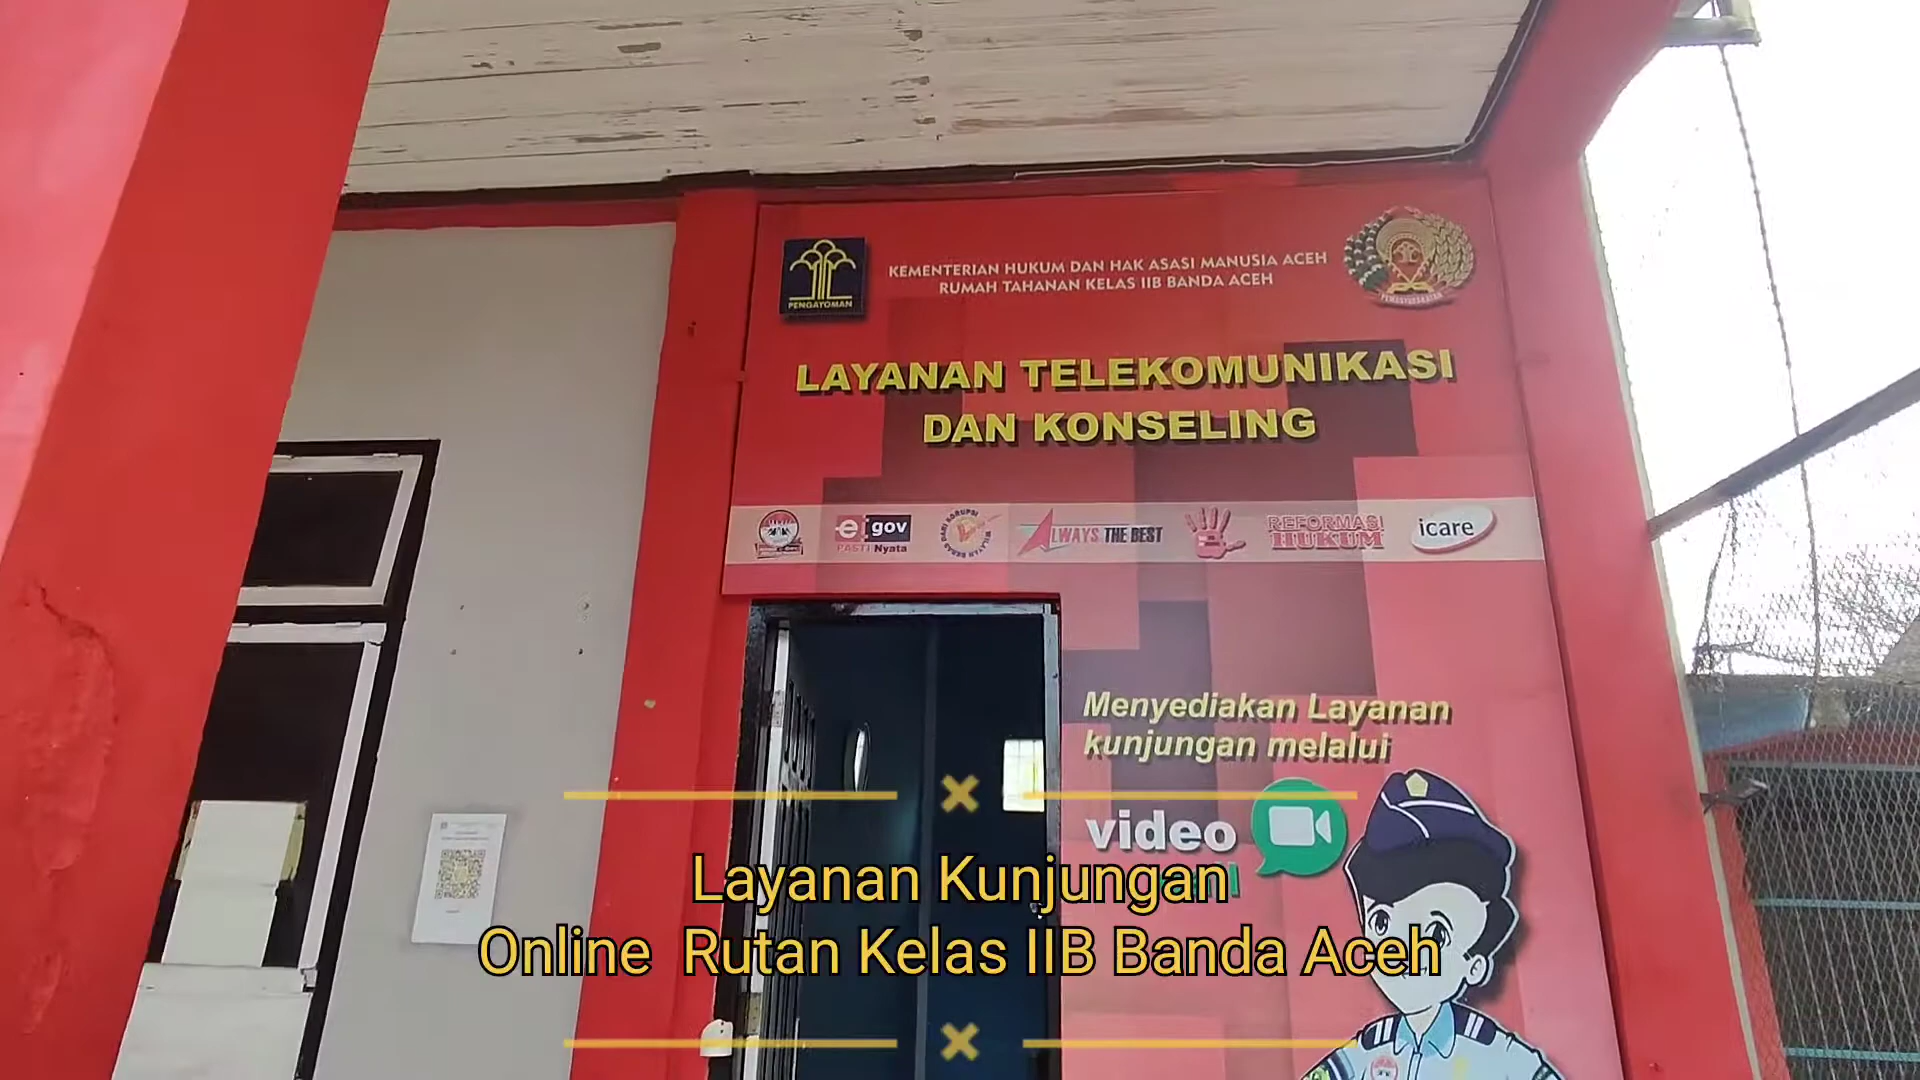 KEMENTERIAN HUKUM DAN HAK ASASI MANUSIA ACEH
RUMAH TAHANAN KELAS IIB BANDA ACEH
PENGAYOMAN
PEMASYARAKATAN
LAYANAN TELEKOMUNIKASI
DAN KONSELING
e.gov
PASTI Nyata
ALWAYS THE BEST
REFORMASI
HUKUM
icare
Menyediakan Layanan
kunjungan melalui
video
Layanan Kunjungan
Online Rutan Kelas IIB Banda Aceh